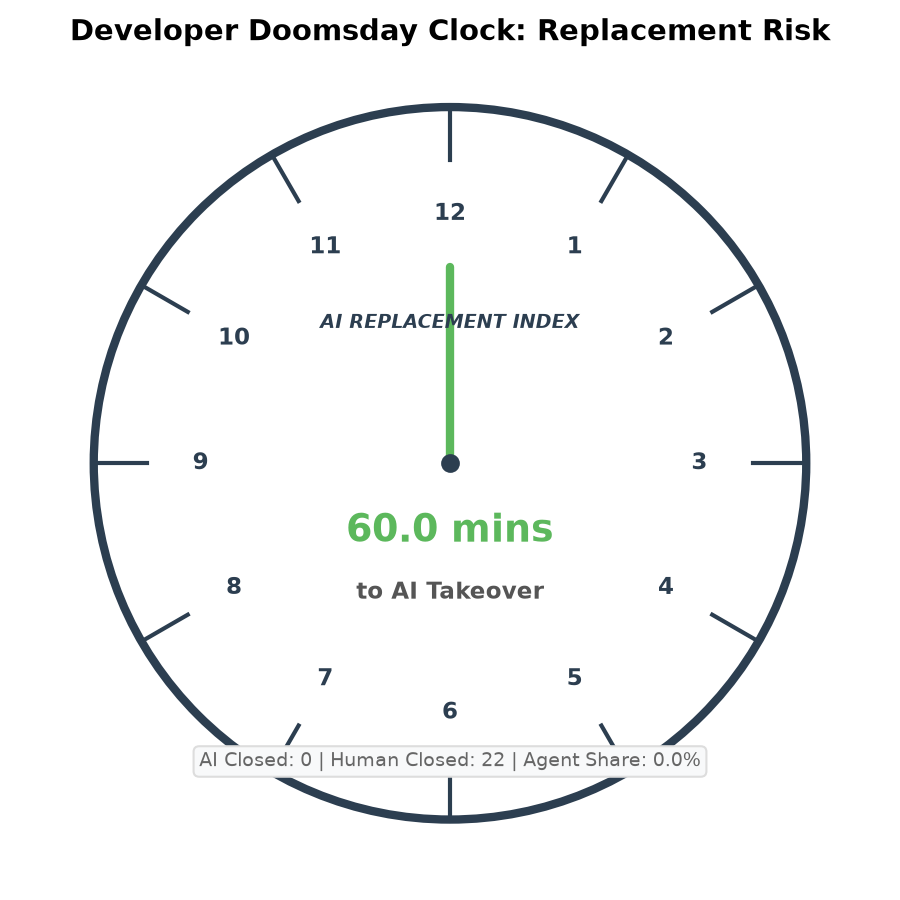 Developer Doomsday Clock: Replacement Risk
12
11
1
AI REPLACEMENT INDEX
10
2
9
3
60.0 mins
8
to AI Takeover
4
7
5
6
AI Closed: 0 | Human Closed: 22 | Agent Share: 0.0%